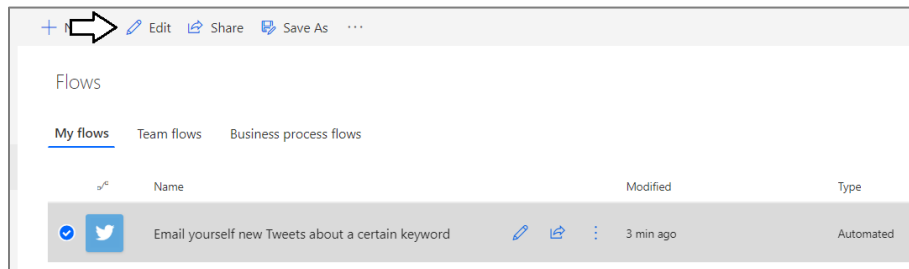 Edit Share Save As ...
Flows
My flows Team flows Business process flows
Name Modified Type
Email yourself new Tweets about a certain keyword 3 min ago Automated